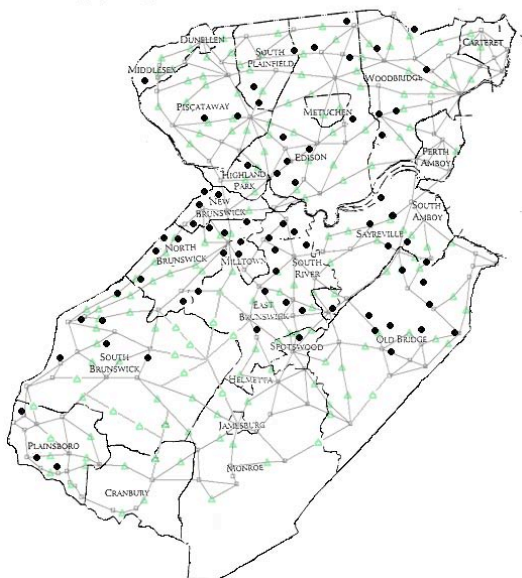 DUNELLEN
CARTERET
SOUTH
PLAINFIELD
MIDDLESEX
WOODBRIDGE
PISCATAWAY
METUCHEN
EDISON
PERTH
AMBOY
HIGHLAND
PARK
NEW
BRUNSWICK
SOUTH
AMBOY
SAYREVILLE
NORTH
BRUNSWICK
MILLTOWN
SOUTH
RIVER
EAST
BRUNSWICK
SPOTSWOOD
OLD BRIDGE
SOUTH
BRUNSWICK
HELMETTA
JAMESBURG
PLAINSBORO
MONROE
CRANBURY